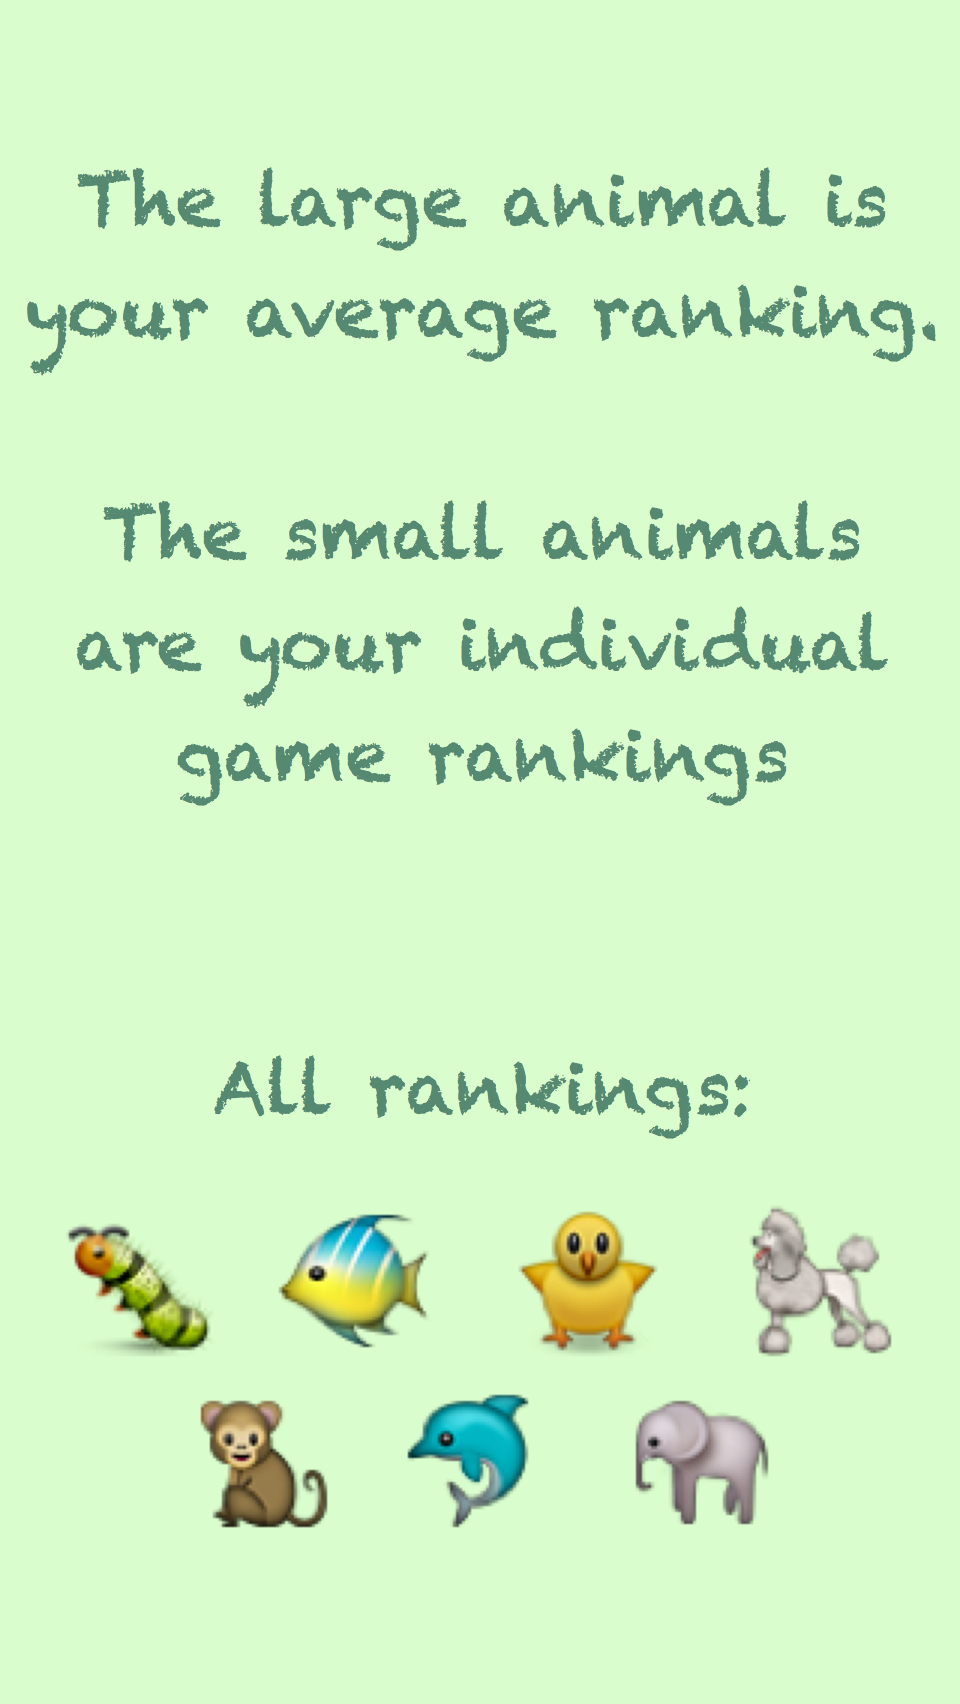 The large animal is
your average ranking.
The small animals
are your individual
game rankings
All rankings: